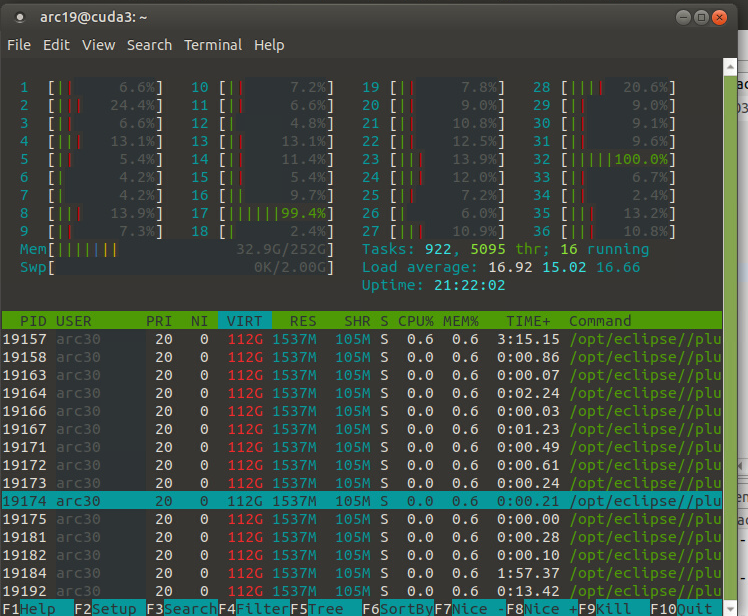 arc19@cuda3: ~
File Edit View Search Terminal Help
1 [|| 6.6%] 10 [|| 7.2%] 19 [|| 7.8%] 28 [|||| 20.6%]
2 [||| 24.4%] 11 [|| 6.6%] 20 [|| 9.0%] 29 [|| 9.0%]
3 [|| 6.6%] 12 [| 4.8%] 21 [|| 10.8%] 30 [|| 9.1%]
4 [||| 13.1%] 13 [|| 13.1%] 22 [|| 12.5%] 31 [|| 9.6%]
5 [|| 5.4%] 14 [|| 11.4%] 23 [||| 13.9%] 32 [|||||100.0%]
6 [| 4.2%] 15 [|| 5.4%] 24 [||| 12.0%] 33 [|| 6.7%]
7 [| 4.2%] 16 [|| 9.7%] 25 [|| 7.2%] 34 [|| 2.4%]
8 [||| 13.9%] 17 [||||||99.4%] 26 [| 6.0%] 35 [||| 13.2%]
9 [|| 7.3%] 18 [| 2.4%] 27 [||| 10.9%] 36 [||| 10.8%]
Mem[||||||| 32.9G/252G] Tasks: 922, 5095 thr; 16 running
Swp[ 0K/2.00G] Load average: 16.92 15.02 16.66
Uptime: 21:22:02
PID USER PRI NI VIRT RES SHR S CPU% MEM% TIME+ Command
19157 arc30 20 0 112G 1537M 105M S 0.6 0.6 3:15.15 /opt/eclipse//plu
19158 arc30 20 0 112G 1537M 105M S 0.0 0.6 0:00.86 /opt/eclipse//plu
19163 arc30 20 0 112G 1537M 105M S 0.0 0.6 0:00.07 /opt/eclipse//plu
19164 arc30 20 0 112G 1537M 105M S 0.0 0.6 0:02.24 /opt/eclipse//plu
19166 arc30 20 0 112G 1537M 105M S 0.0 0.6 0:00.03 /opt/eclipse//plu
19167 arc30 20 0 112G 1537M 105M S 0.0 0.6 0:01.23 /opt/eclipse//plu
19171 arc30 20 0 112G 1537M 105M S 0.0 0.6 0:00.49 /opt/eclipse//plu
19172 arc30 20 0 112G 1537M 105M S 0.0 0.6 0:00.61 /opt/eclipse//plu
19173 arc30 20 0 112G 1537M 105M S 0.0 0.6 0:00.24 /opt/eclipse//plu
19174 arc30 20 0 112G 1537M 105M S 0.0 0.6 0:00.21 /opt/eclipse//plu
19175 arc30 20 0 112G 1537M 105M S 0.0 0.6 0:00.00 /opt/eclipse//plu
19181 arc30 20 0 112G 1537M 105M S 0.0 0.6 0:00.28 /opt/eclipse//plu
19182 arc30 20 0 112G 1537M 105M S 0.0 0.6 0:00.10 /opt/eclipse//plu
19184 arc30 20 0 112G 1537M 105M S 0.0 0.6 1:57.37 /opt/eclipse//plu
19192 arc30 20 0 112G 1537M 105M S 0.0 0.6 0:13.42 /opt/eclipse//plu
F1Help F2Setup F3SearchF4FilterF5Tree F6SortByF7Nice -F8Nice +F9Kill F10Quit